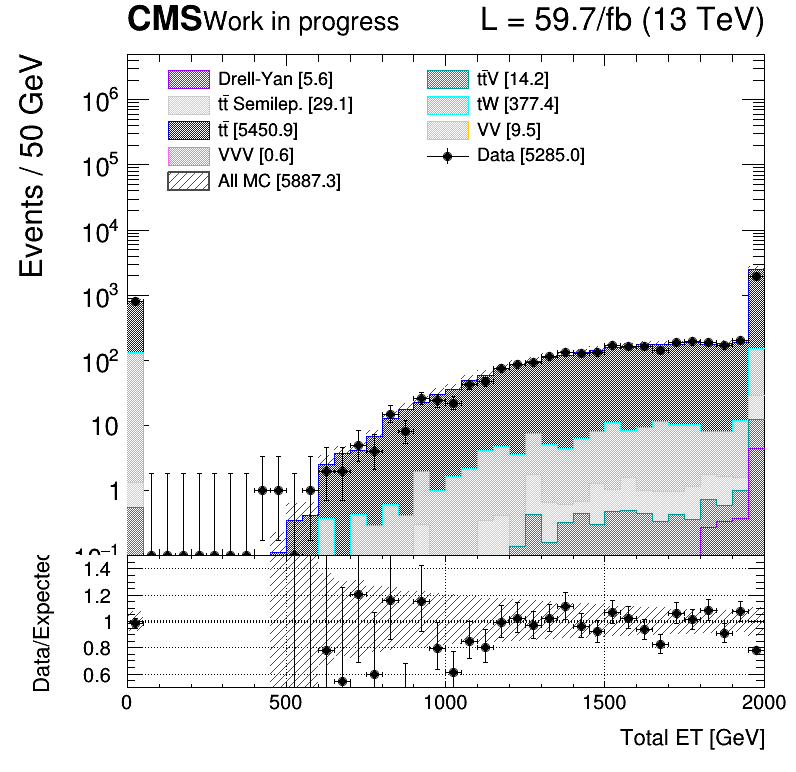 CMS Work in progress L = 59.7/fb (13 TeV)
Events / 50 GeV
Drell-Yan [5.6]
tt̄ Semilep. [29.1]
tt̄ [5450.9]
VVV [0.6]
All MC [5887.3]
tt̄V [14.2]
tW [377.4]
VV [9.5]
Data [5285.0]
10⁶
10⁵
10⁴
10³
10²
10
1
10⁻¹
Data/Expected
1.4
1.2
1
0.8
0.6
0 500 1000 1500 2000
Total ET [GeV]